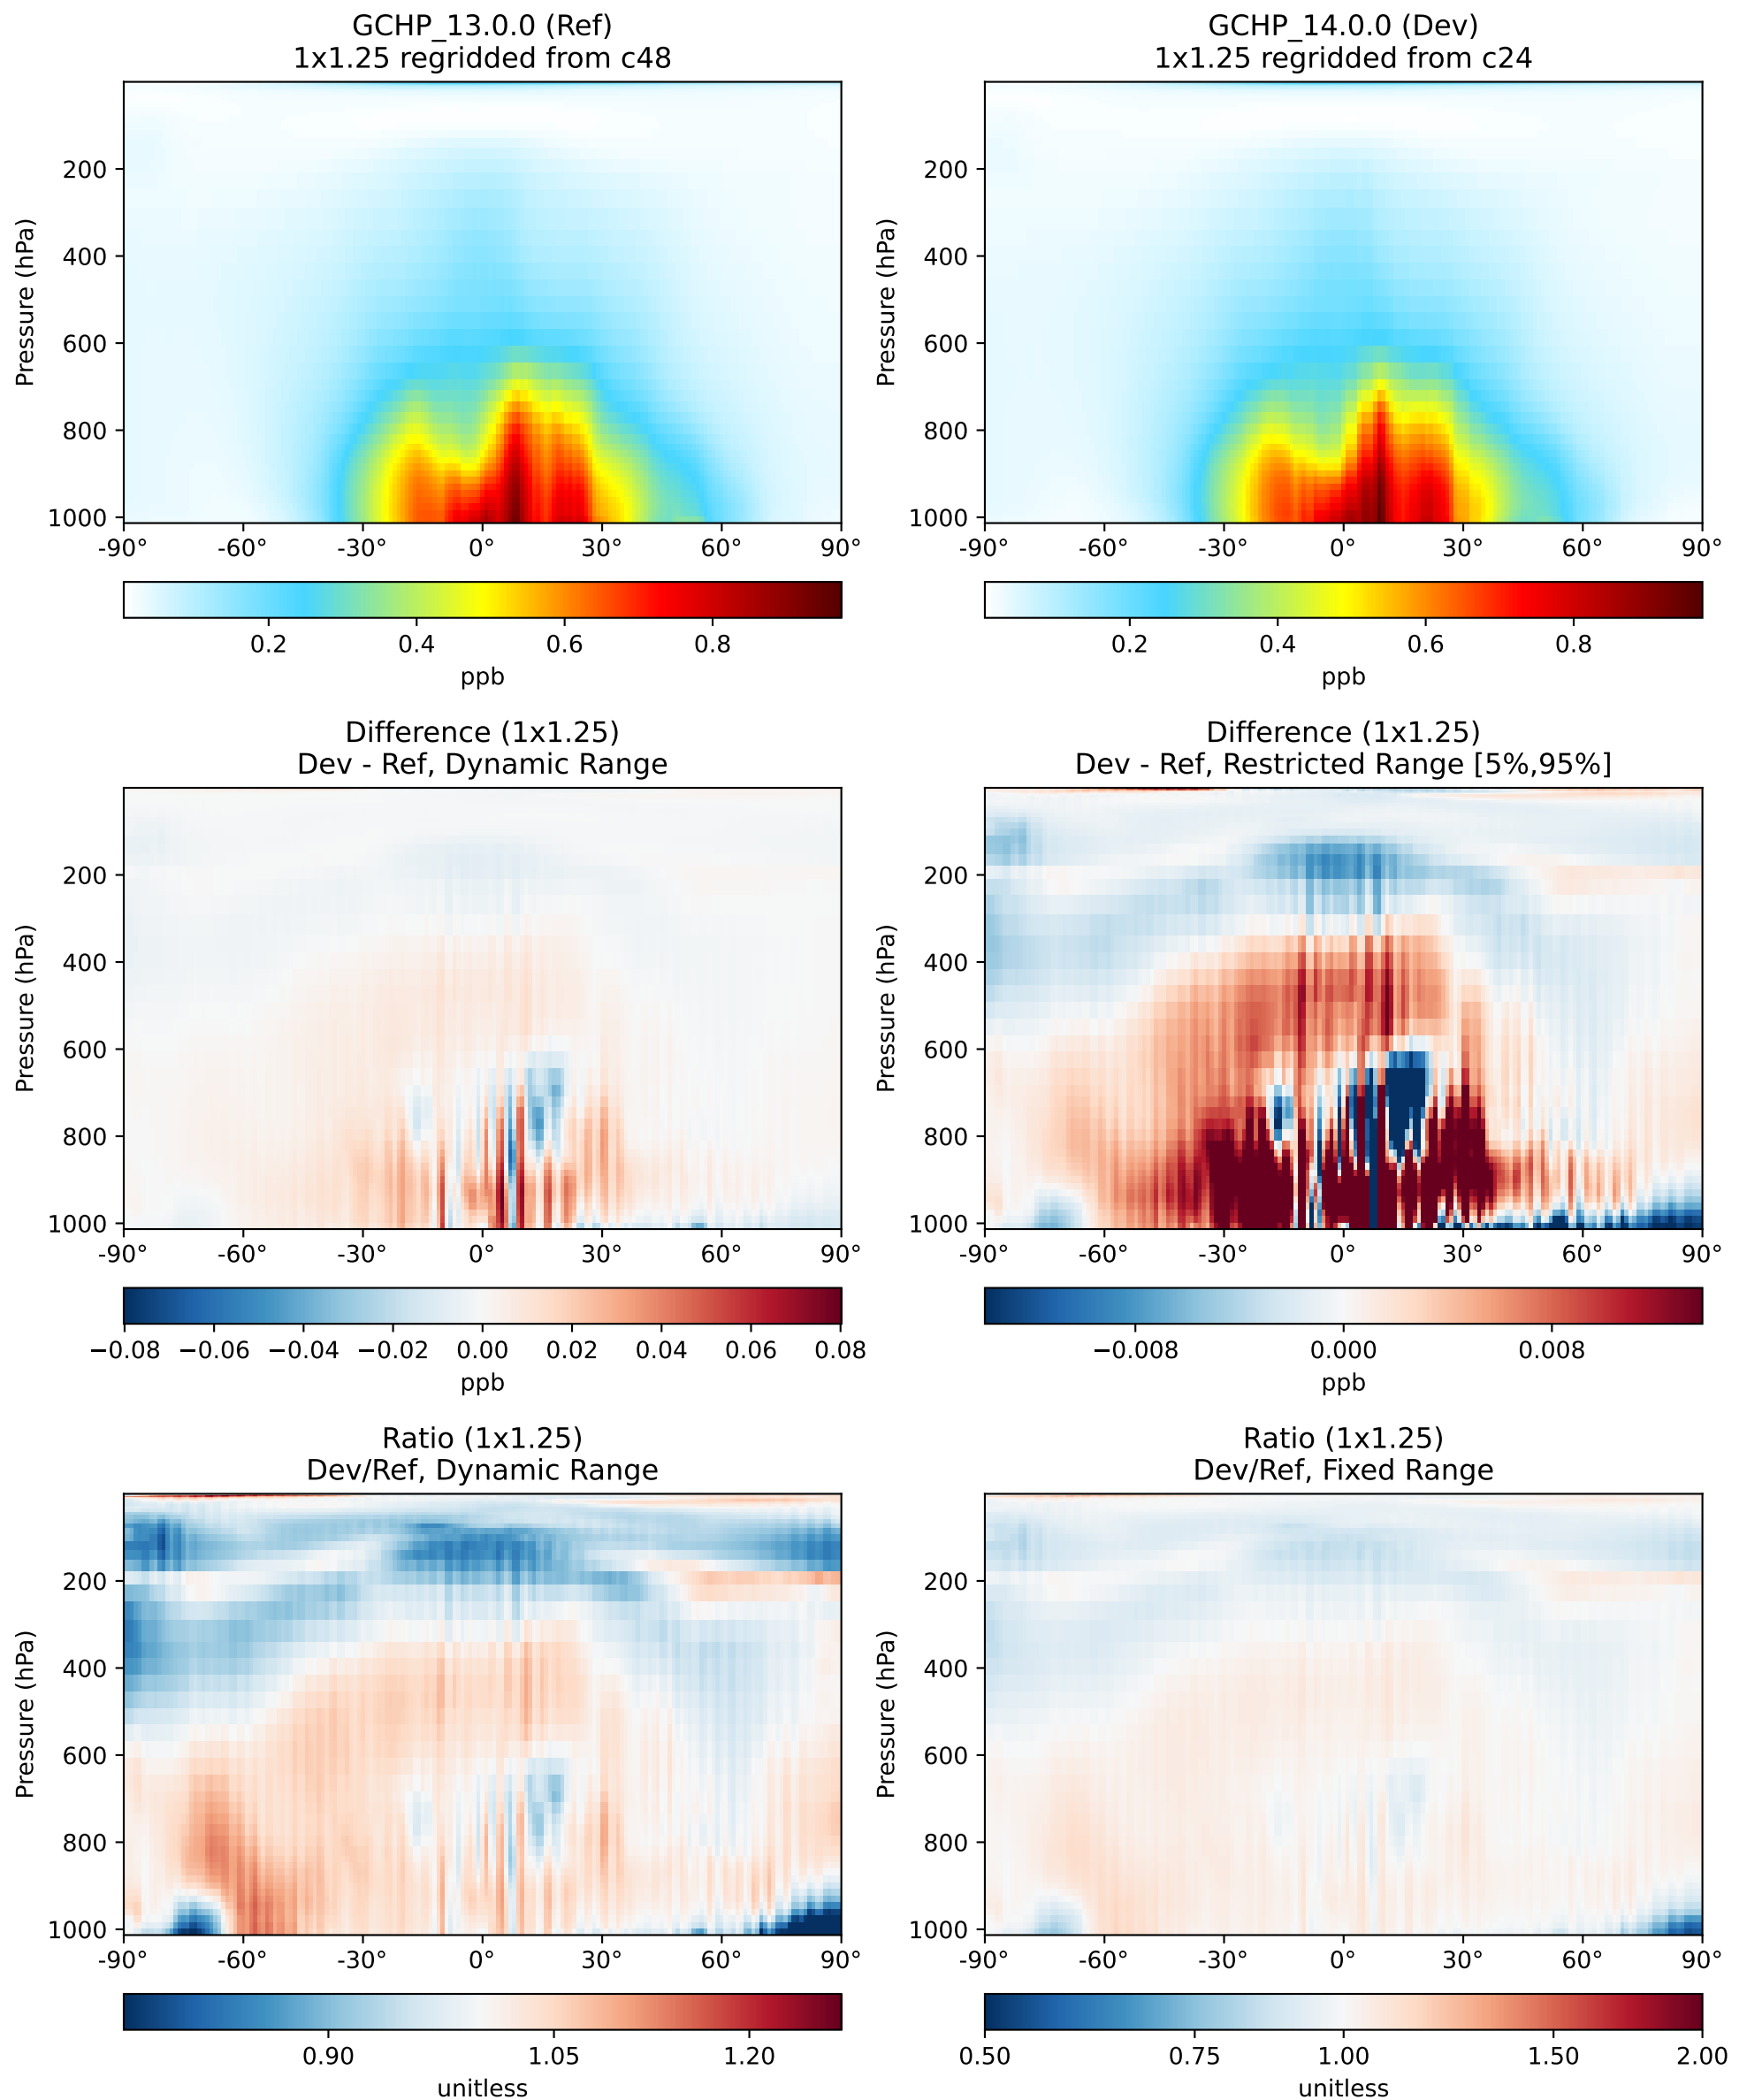 GCHP_13.0.0 (Ref)
1x1.25 regridded from c48
Pressure (hPa)
200
400
600
800
1000
-90° -60° -30° 0° 30° 60° 90°
0.2 0.4 0.6 0.8
ppb
GCHP_14.0.0 (Dev)
1x1.25 regridded from c24
Pressure (hPa)
200
400
600
800
1000
-90° -60° -30° 0° 30° 60° 90°
0.2 0.4 0.6 0.8
ppb
Difference (1x1.25)
Dev - Ref, Dynamic Range
Pressure (hPa)
200
400
600
800
1000
-90° -60° -30° 0° 30° 60° 90°
−0.08 −0.06 −0.04 −0.02 0.00 0.02 0.04 0.06 0.08
ppb
Difference (1x1.25)
Dev - Ref, Restricted Range [5%,95%]
Pressure (hPa)
200
400
600
800
1000
-90° -60° -30° 0° 30° 60° 90°
−0.008 0.000 0.008
ppb
Ratio (1x1.25)
Dev/Ref, Dynamic Range
Pressure (hPa)
200
400
600
800
1000
-90° -60° -30° 0° 30° 60° 90°
0.90 1.05 1.20
unitless
Ratio (1x1.25)
Dev/Ref, Fixed Range
Pressure (hPa)
200
400
600
800
1000
-90° -60° -30° 0° 30° 60° 90°
0.50 0.75 1.00 1.50 2.00
unitless